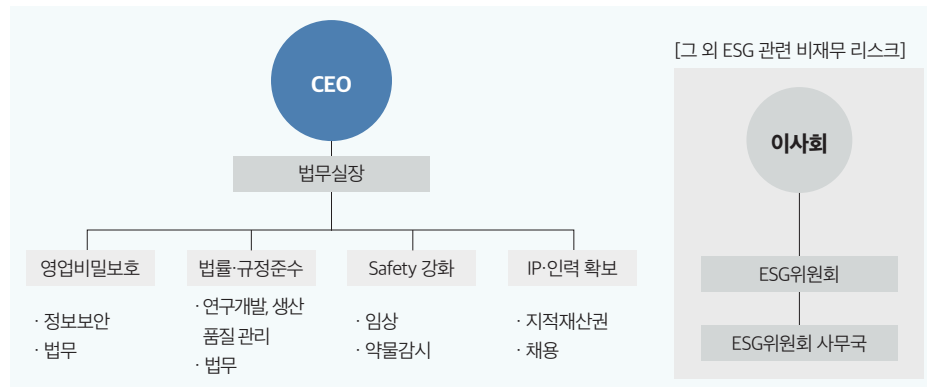 CEO
법무실장
영업비밀보호
· 정보보안
· 법무
법률·규정준수
· 연구개발, 생산
품질 관리
· 법무
Safety 강화
· 임상
· 약물감시
IP·인력 확보
· 지적재산권
· 채용
[그 외 ESG 관련 비재무 리스크]
이사회
ESG위원회
ESG위원회 사무국